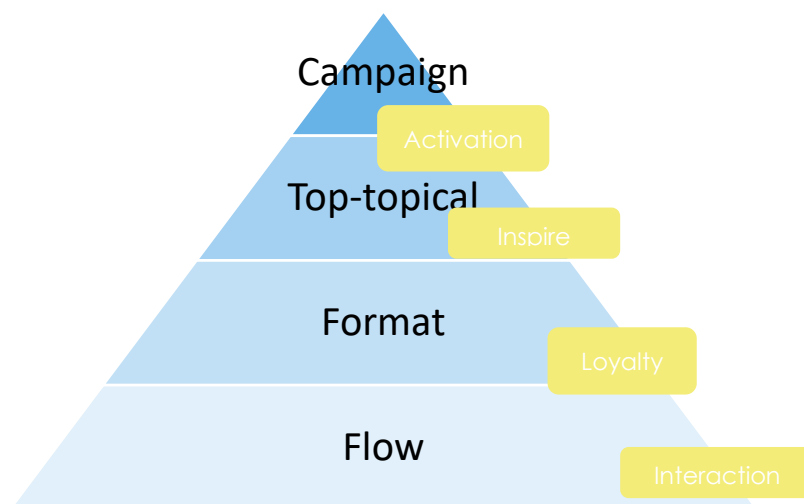 Campaign
Activation
Top-topical
Inspire
Format
Loyalty
Flow
Interaction